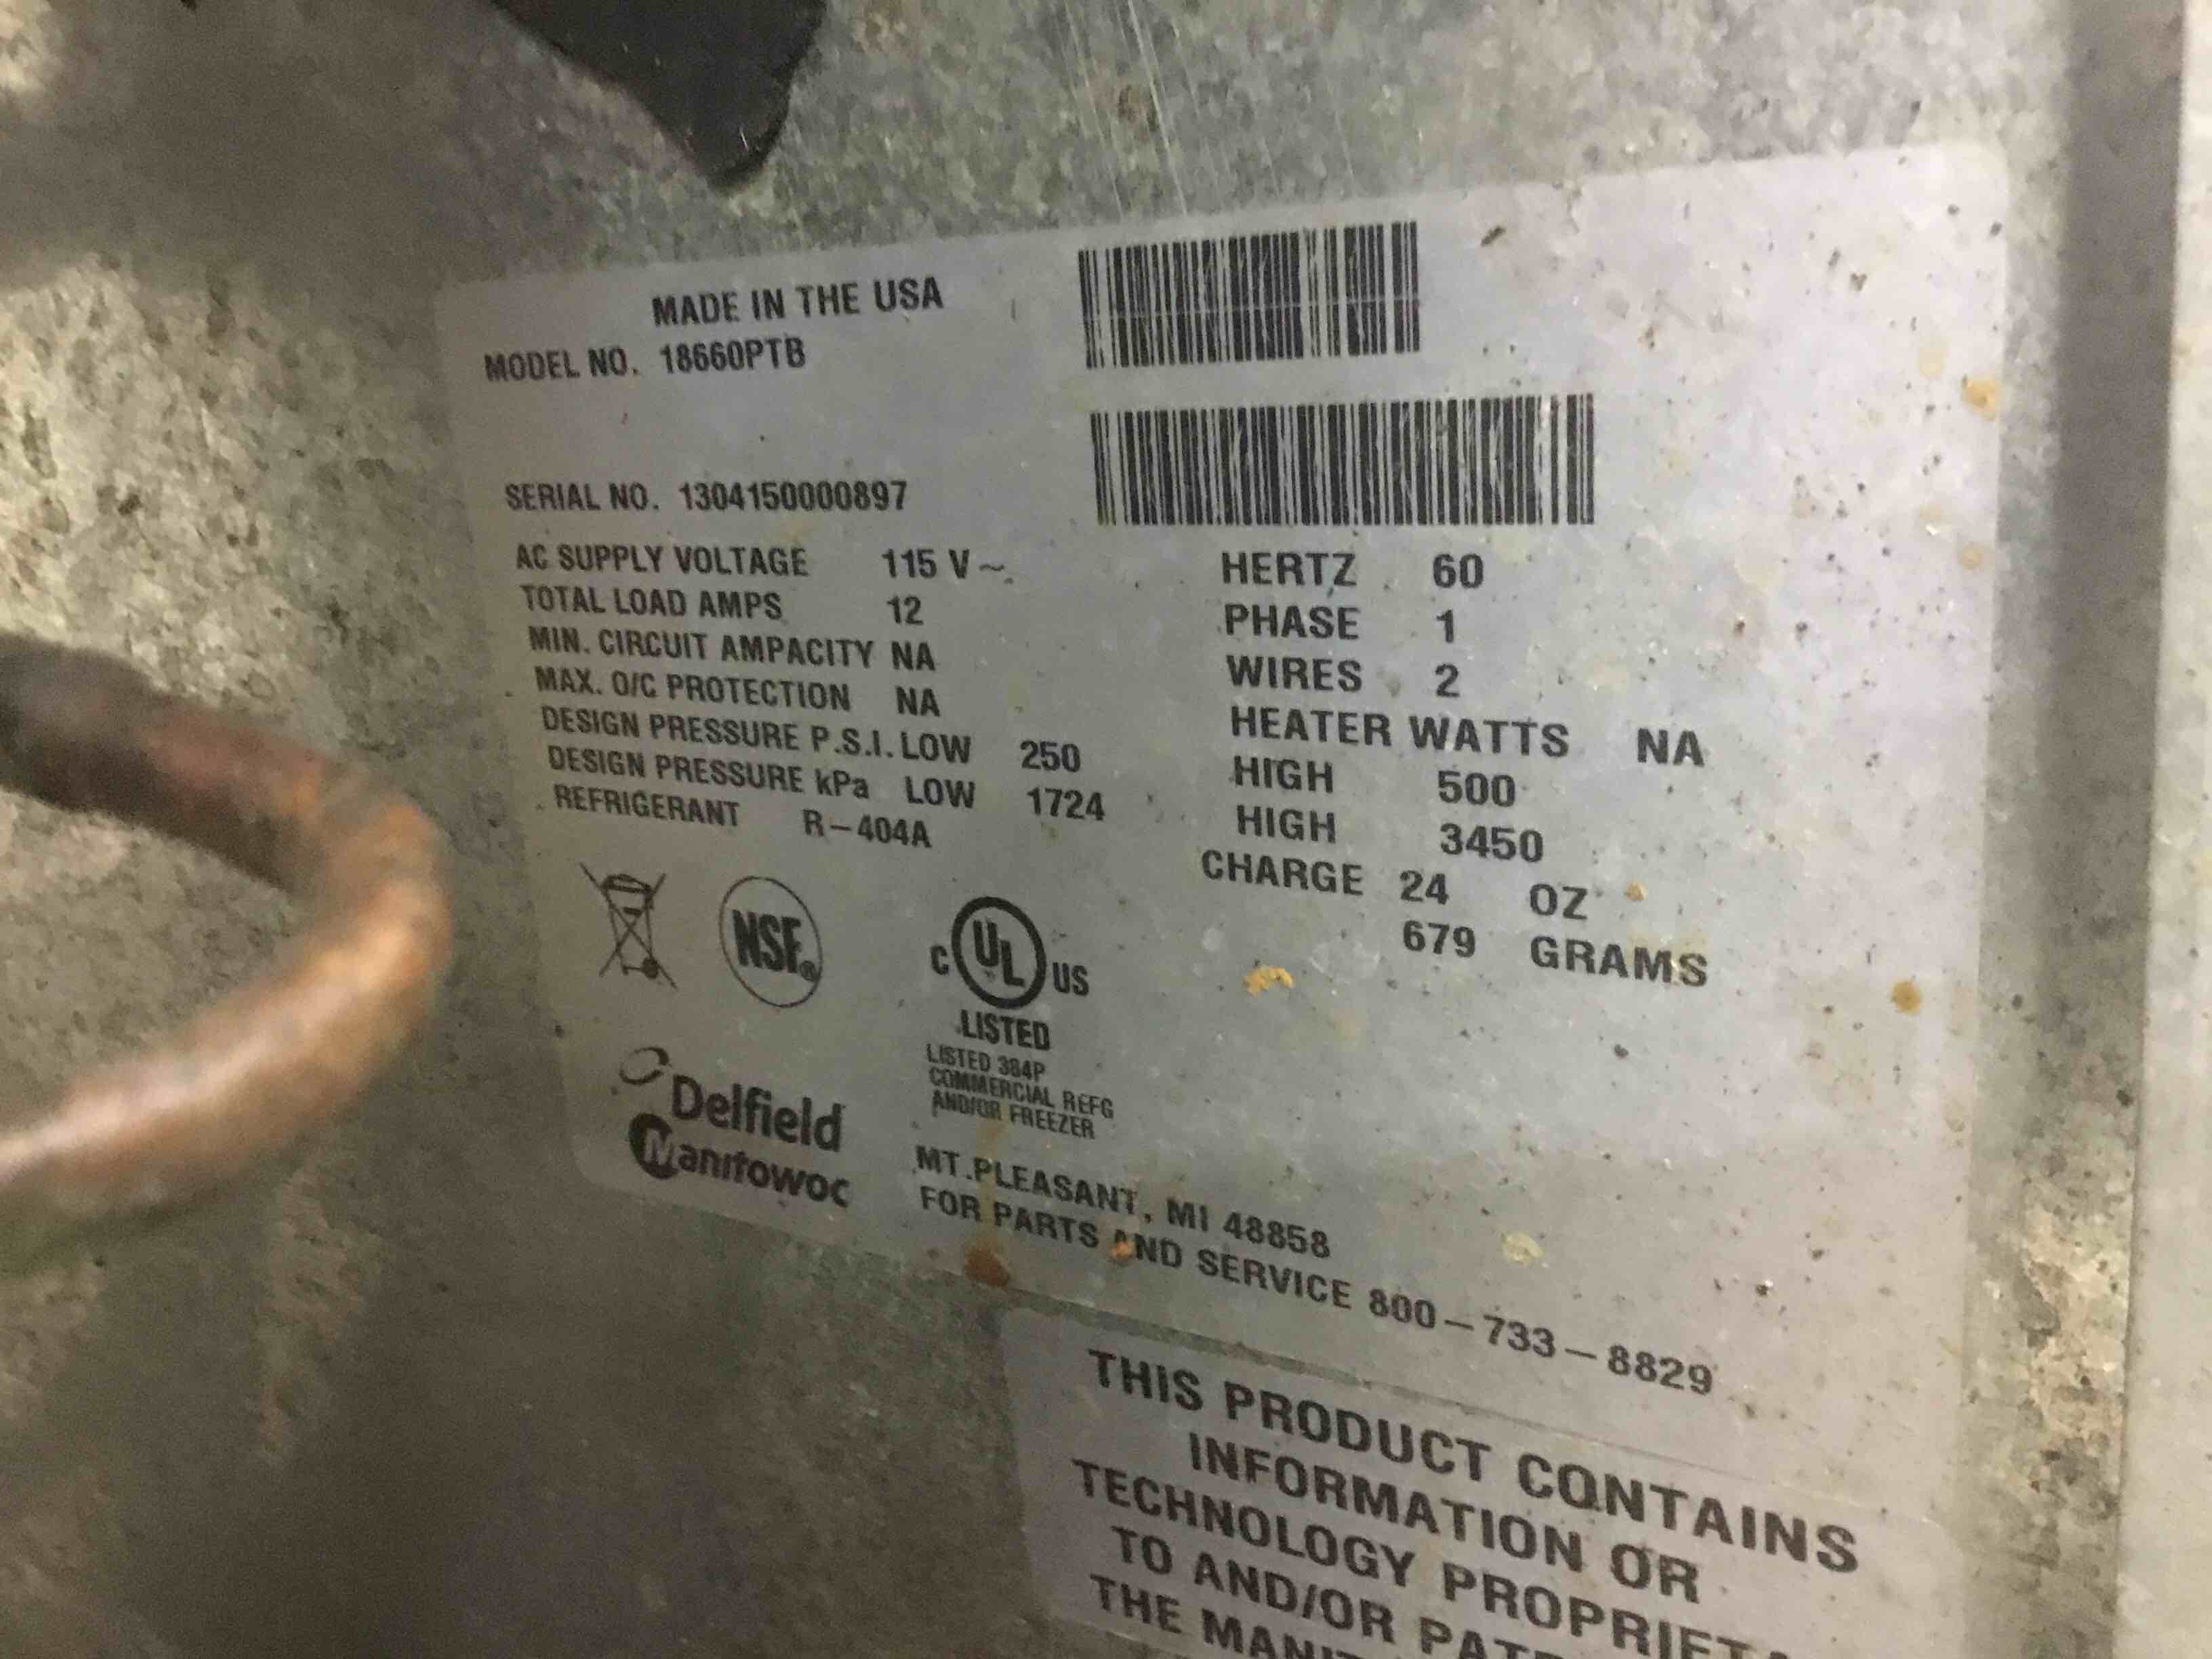 MADE IN THE USA
MODEL NO. 18660PTB
SERIAL NO. 1304150000897
AC SUPPLY VOLTAGE 115 V~ HERTZ 60
TOTAL LOAD AMPS 12 PHASE 1
MIN. CIRCUIT AMPACITY NA WIRES 2
MAX. O/C PROTECTION NA HEATER WATTS NA
DESIGN PRESSURE P.S.I. LOW 250 HIGH 500
DESIGN PRESSURE kPa LOW 1724 HIGH 3450
REFRIGERANT R-404A CHARGE 24 OZ
679 GRAMS
NSF®
C UL US
LISTED
LISTED 384P
COMMERCIAL REFG
AND/OR FREEZER
Delfield
Manitowoc
MT.PLEASANT, MI 48858
FOR PARTS AND SERVICE 800-733-8829
THIS PRODUCT CONTAINS
INFORMATION OR
TECHNOLOGY
TO AND/OR
THE